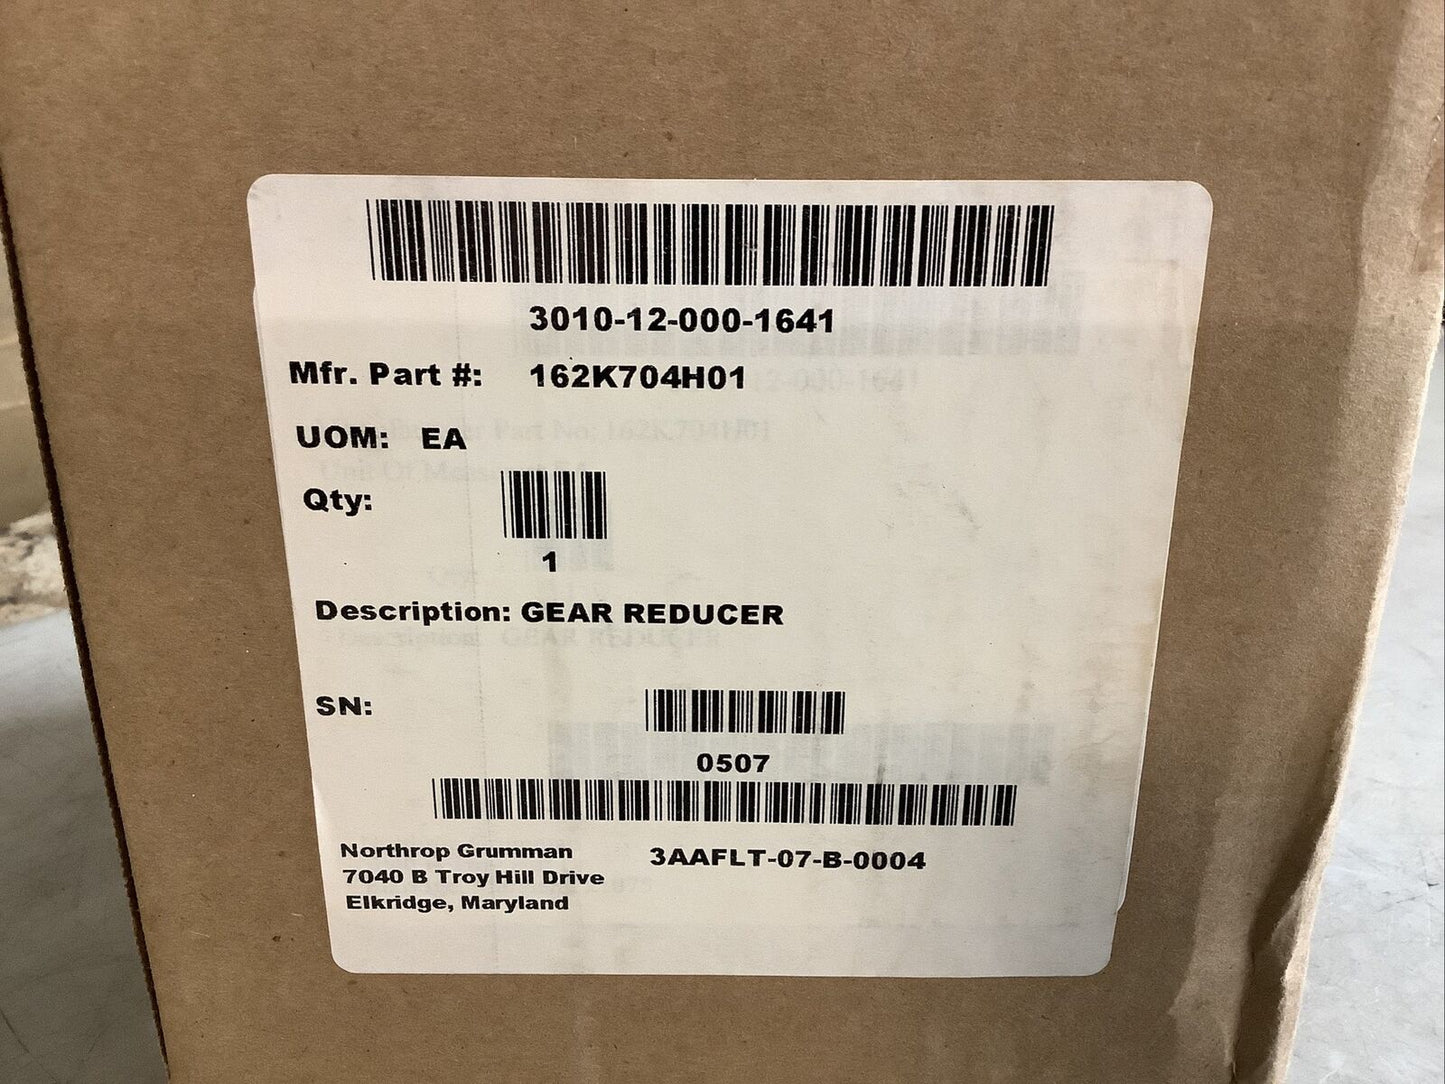 3010-12-000-1641
Mfr. Part #: 162K704H01
UOM: EA
Qty:
1
Description: GEAR REDUCER
SN:
0507
3AAFLT-07-B-0004
Northrop Grumman
7040 B Troy Hill Drive
Elkridge, Maryland